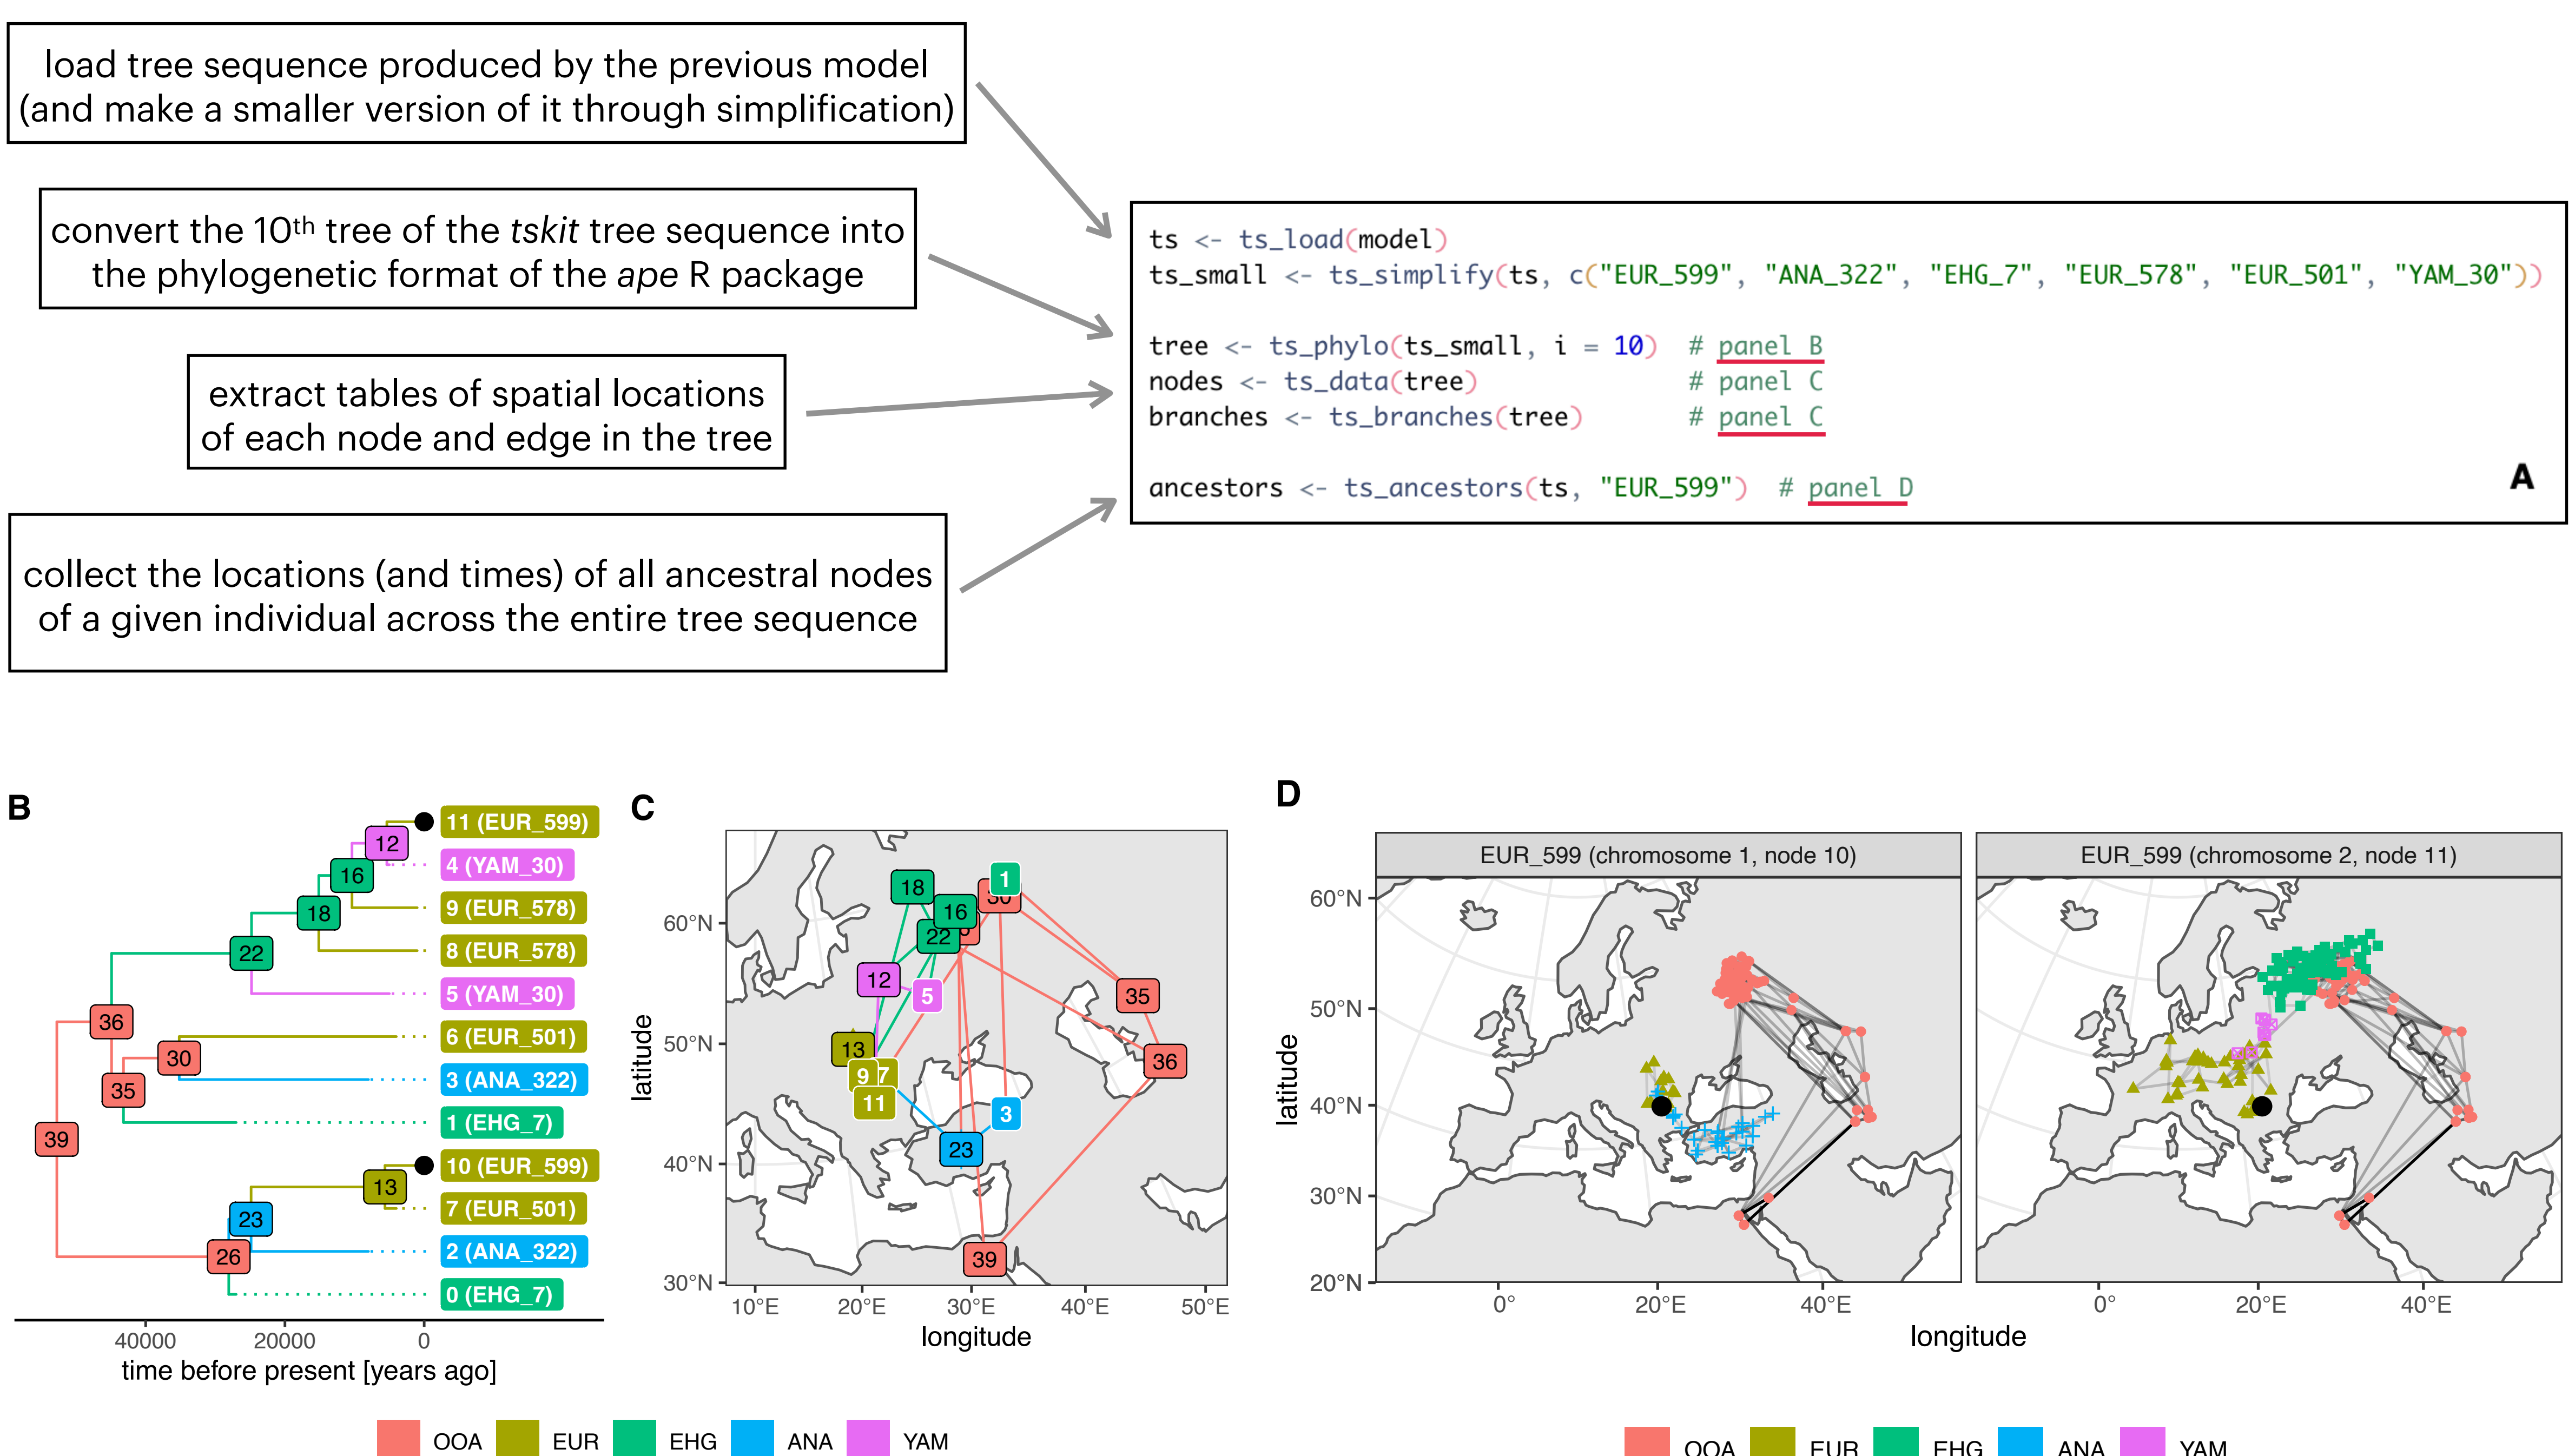 load tree sequence produced by the previous model
(and make a smaller version of it through simplification)
convert the 10th tree of the tskit tree sequence into
the phylogenetic format of the ape R package
extract tables of spatial locations
of each node and edge in the tree
collect the locations (and times) of all ancestral nodes
of a given individual across the entire tree sequence
ts <- ts_load(model)
ts_small <- ts_simplify(ts, c("EUR_599", "ANA_322", "EHG_7", "EUR_578", "EUR_501", "YAM_30"))
tree <- ts_phylo(ts_small, i = 10) # panel B
nodes <- ts_data(tree) # panel C
branches <- ts_branches(tree) # panel C
ancestors <- ts_ancestors(ts, "EUR_599") # panel D
A
B
11 (EUR_599)
12
4 (YAM_30)
16
9 (EUR_578)
18
8 (EUR_578)
22
5 (YAM_30)
36
6 (EUR_501)
30
3 (ANA_322)
35
1 (EHG_7)
39
10 (EUR_599)
13
7 (EUR_501)
23
2 (ANA_322)
26
0 (EHG_7)
40000 20000 0
time before present [years ago]
C
latitude
60°N
50°N
40°N
30°N
18
1
16
30
22
12
5
35
13
36
9
7
11
3
23
39
10°E 20°E 30°E 40°E 50°E
longitude
OOA EUR EHG ANA YAM
D
EUR_599 (chromosome 1, node 10)
EUR_599 (chromosome 2, node 11)
latitude
60°N
50°N
40°N
30°N
20°N
0° 20°E 40°E
0° 20°E 40°E
longitude
OOA EUR EHG ANA YAM